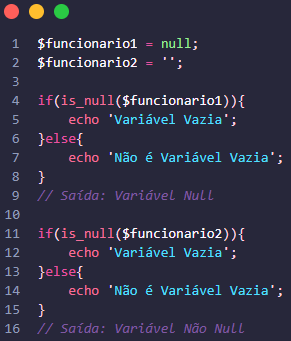 1 $funcionario1 = null;
2 $funcionario2 = '';
3
4 if(is_null($funcionario1)){
5     echo 'Variável Vazia';
6 }else{
7     echo 'Não é Variável Vazia';
8 }
9 // Saída: Variável Null
10
11 if(is_null($funcionario2)){
12     echo 'Variável Vazia';
13 }else{
14     echo 'Não é Variável Vazia';
15 }
16 // Saída: Variável Não Null